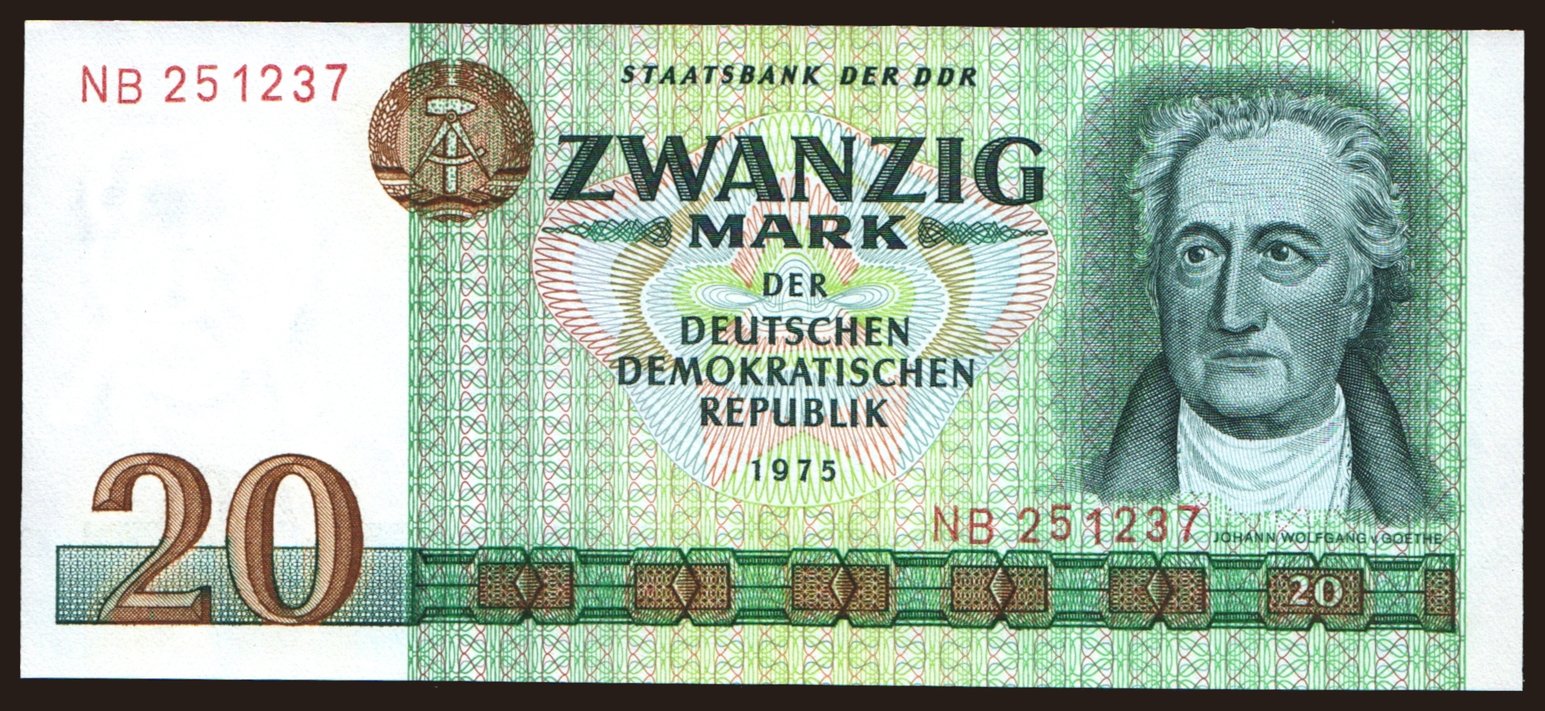 NB 251237
STAATSBANK DER DDR
ZWANZIG
MARK
DER
DEUTSCHEN
DEMOKRATISCHEN
REPUBLIK
1975
NB 251237
JOHANN WOLFGANG v. GOETHE
20
20